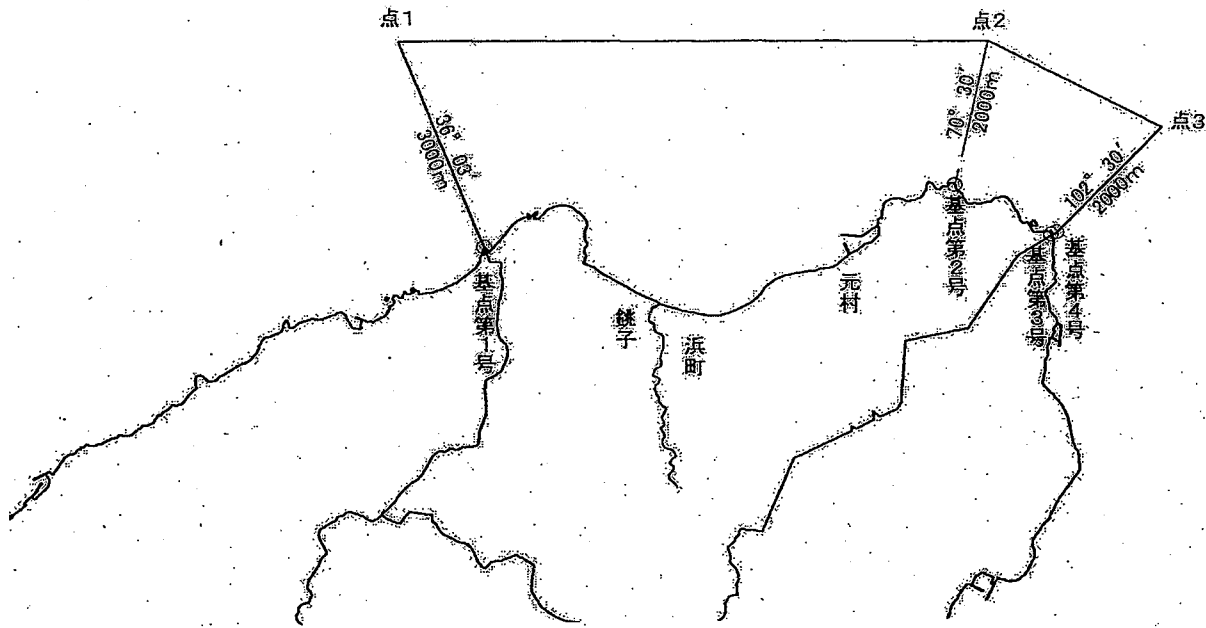 点1
点2
点3
36° 03′
3000m
70° 30′
2000m
102° 30′
2000m
基点第1号
銚子
浜町
元村
基点第2号
基点第3号
基点第4号